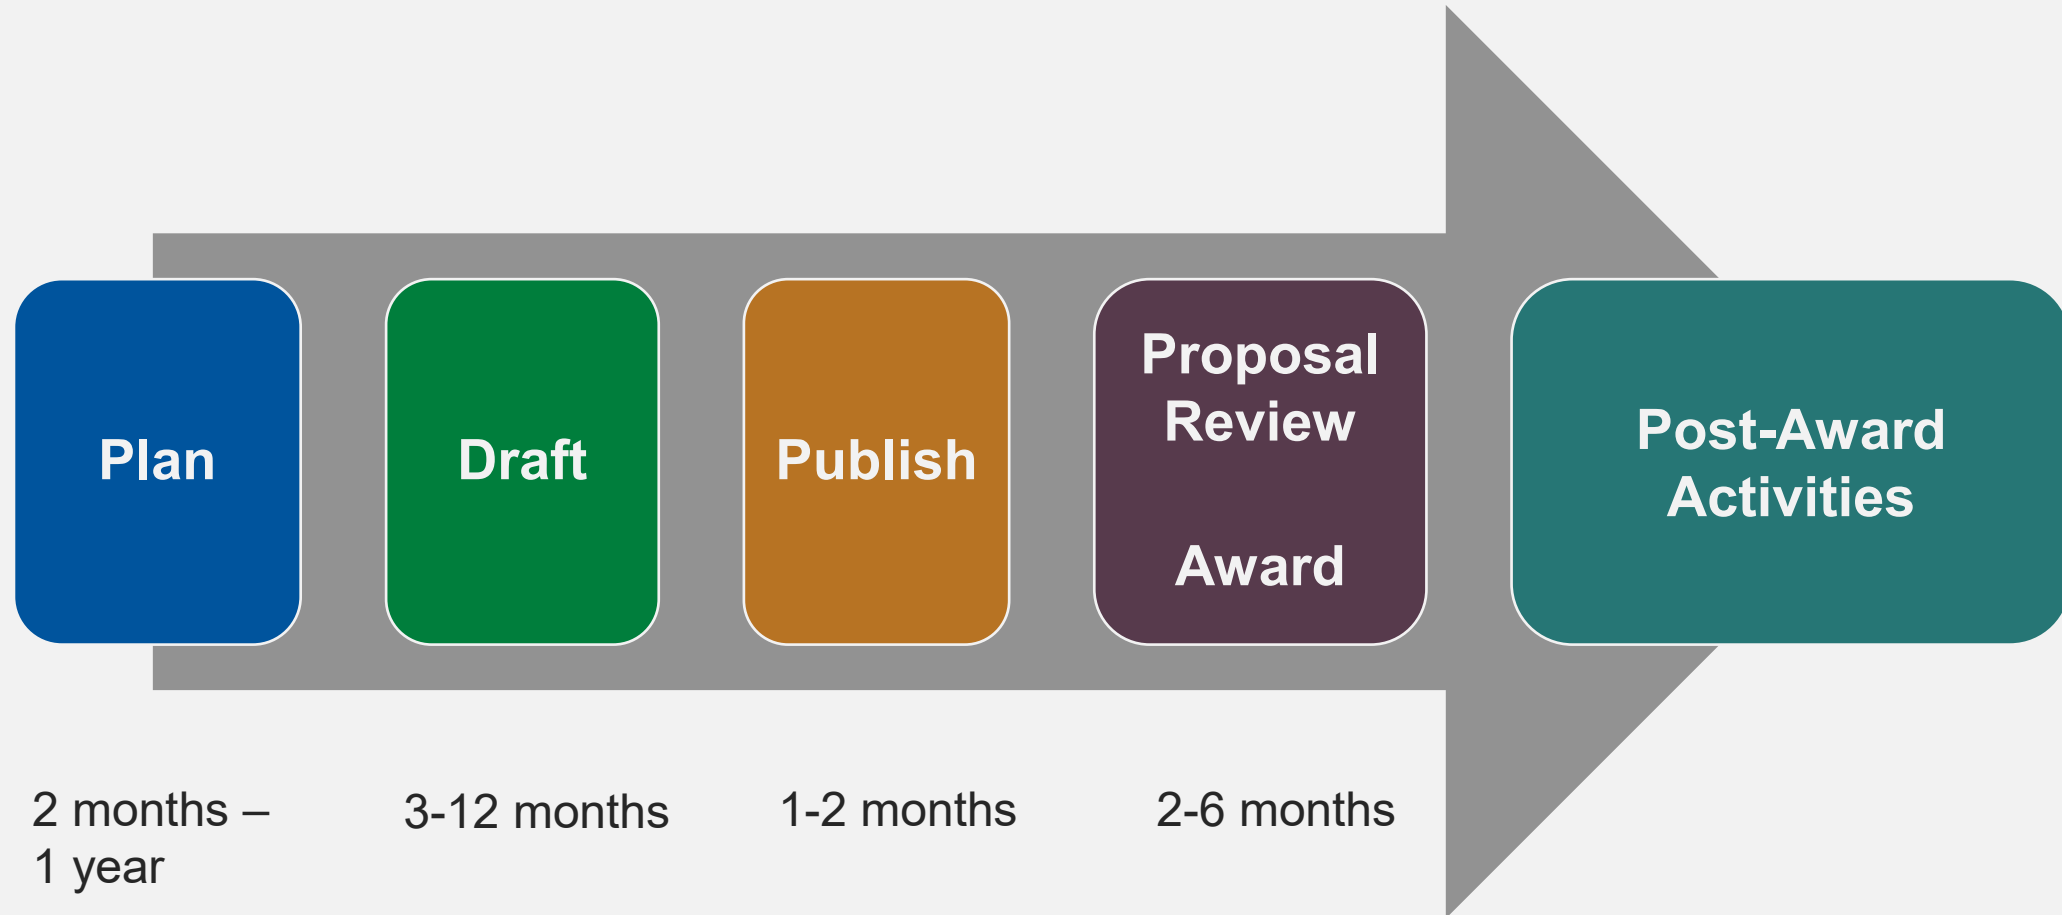 Plan
Draft
Publish
Proposal
Review
Award
Post-Award
Activities
2 months –
1 year
3-12 months
1-2 months
2-6 months